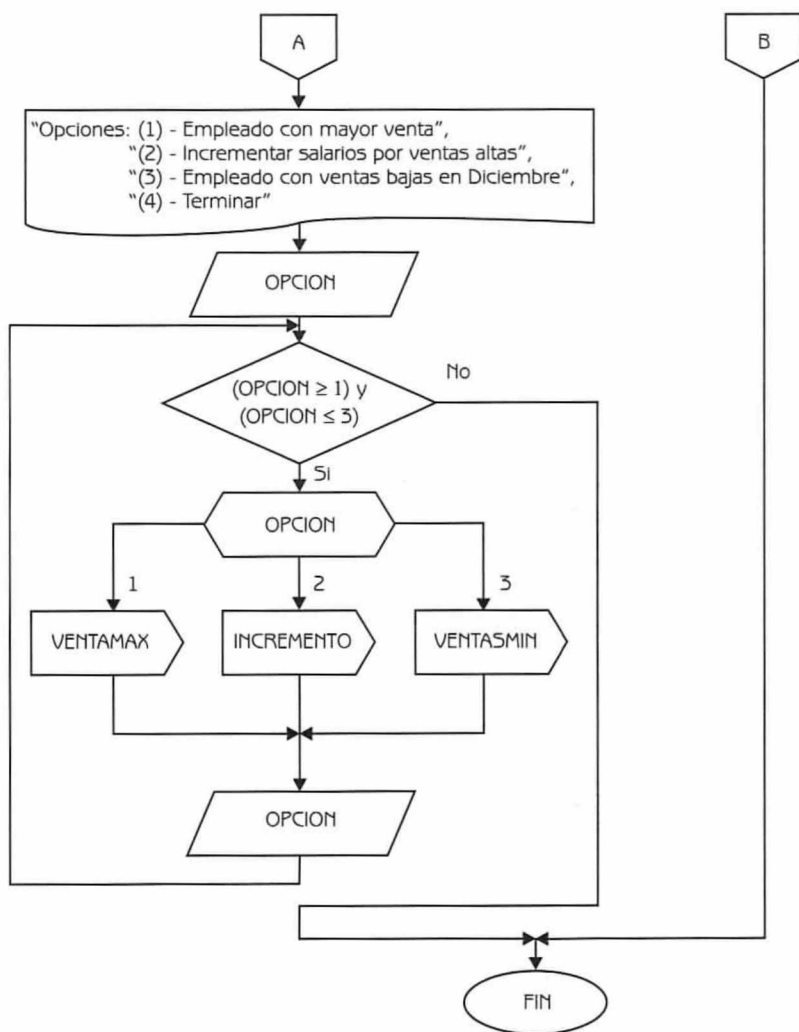 A
B
"Opciones: (1) - Empleado con mayor venta",
"(2) - Incrementar salarios por ventas altas",
"(3) - Empleado con ventas bajas en Diciembre",
"(4) - Terminar"
OPCION
(OPCION ≥ 1) y
(OPCION ≤ 3)
No
Si
OPCION
1
2
3
VENTAMAX
INCREMENTO
VENTASMIN
OPCION
FIN